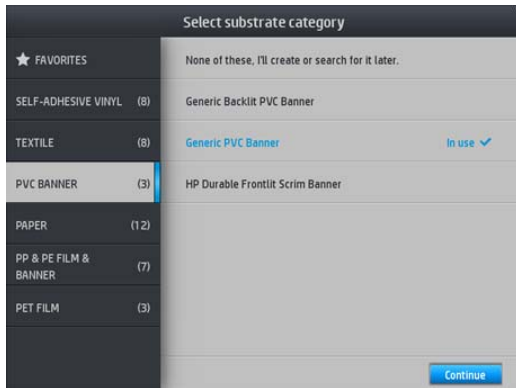 Select substrate category
FAVORITES
SELF-ADHESIVE VINYL (8)
TEXTILE (8)
PVC BANNER (3)
PAPER (12)
PP & PE FILM &
BANNER (7)
PET FILM (3)
None of these, I'll create or search for it later.
Generic Backlit PVC Banner
Generic PVC Banner In use
HP Durable Frontlit Scrim Banner
Continue